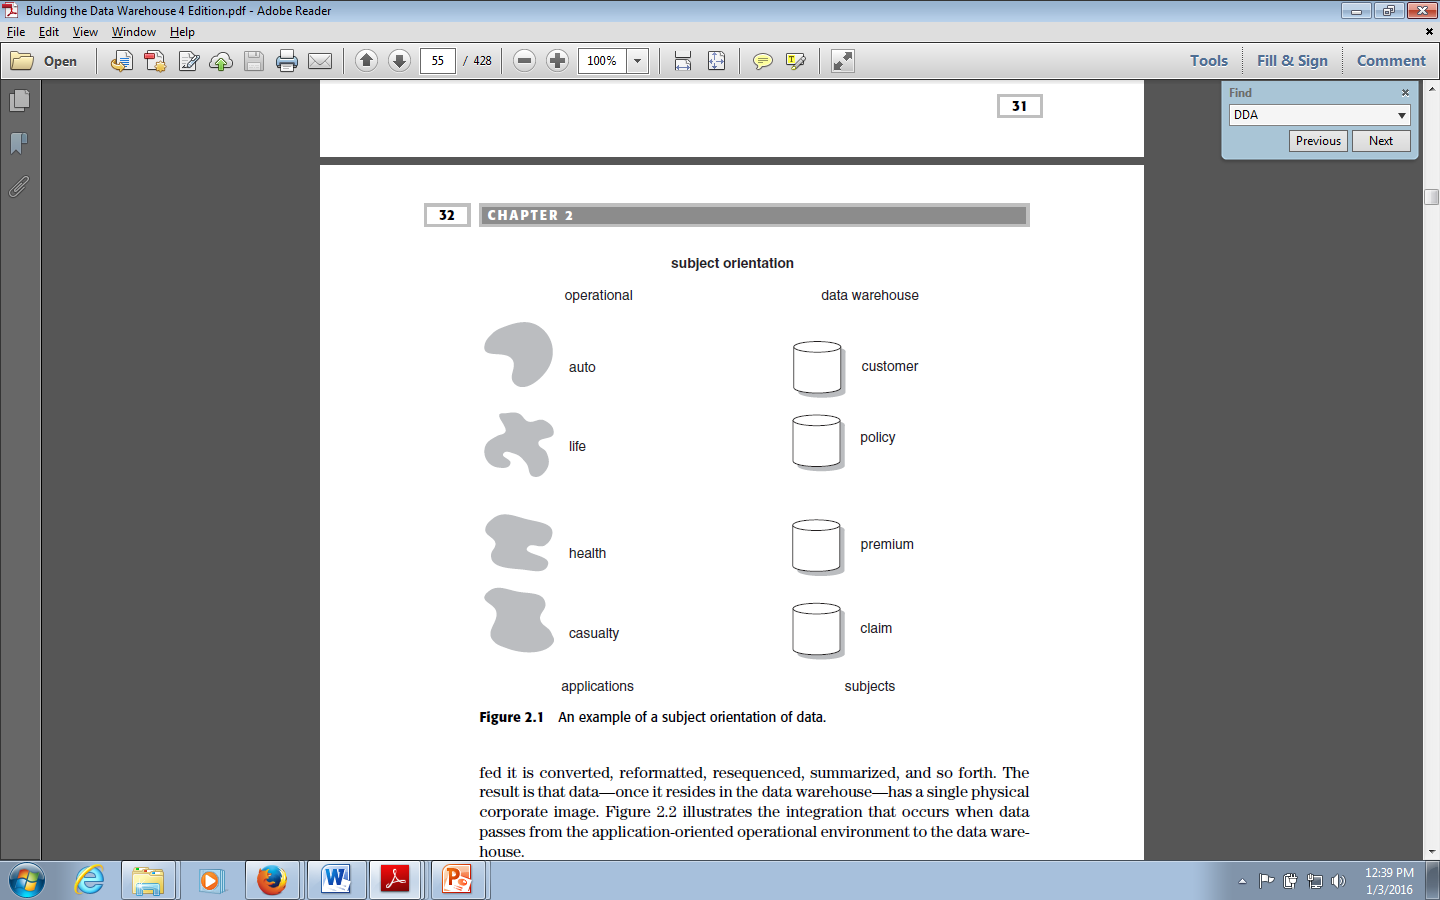 Bulding the Data Warehouse 4 Edition.pdf - Adobe Reader
File Edit View Window Help
Open 55 / 428 100% Tools Fill & Sign Comment
Find
DDA
Previous Next
31
32 CHAPTER 2
subject orientation
operational data warehouse
auto customer
life policy
health premium
casualty claim
applications subjects
Figure 2.1 An example of a subject orientation of data.
fed it is converted, reformatted, resequenced, summarized, and so forth. The
result is that data—once it resides in the data warehouse—has a single physical
corporate image. Figure 2.2 illustrates the integration that occurs when data
passes from the application-oriented operational environment to the data ware-
house.
12:39 PM
1/3/2016